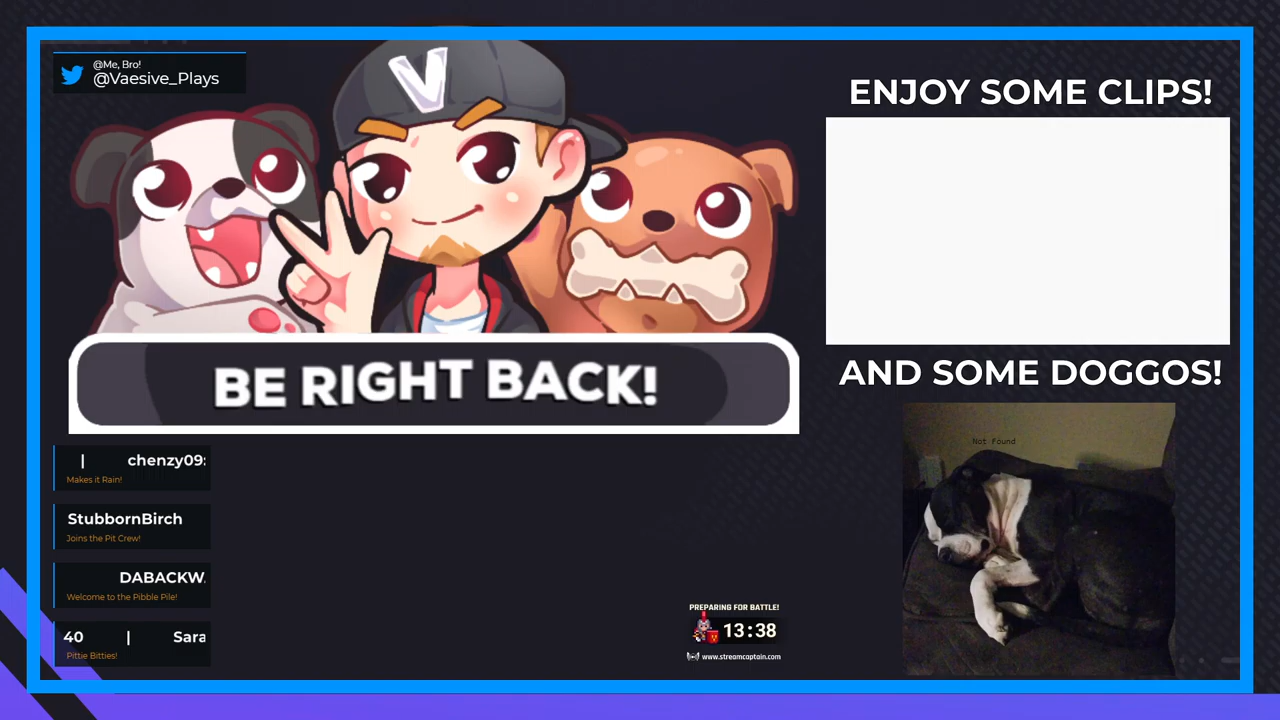 @Me, Bro!
@Vaesive_Plays
V
BE RIGHT BACK!
ENJOY SOME CLIPS!
AND SOME DOGGOS!
Not Found
| chenzy09:
Makes it Rain!
StubbornBirch
Joins the Pit Crew!
DABACKW
Welcome to the Pibble Pile!
40 | Sara
Pittie Bitties!
PREPARING FOR BATTLE!
13:38
www.streamcaptain.com